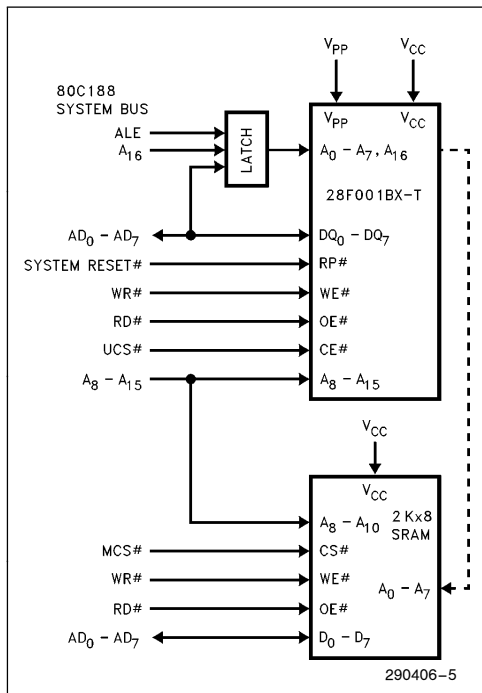 V_PP
V_CC
80C188
SYSTEM BUS
ALE
A_16
LATCH
V_PP
V_CC
A_0 – A_7, A_16
28F001BX-T
AD_0 – AD_7
DQ_0 – DQ_7
SYSTEM RESET#
RP#
WR#
WE#
RD#
OE#
UCS#
CE#
A_8 – A_15
A_8 – A_15
V_CC
V_CC
A_8 – A_10
2 Kx8
SRAM
MCS#
CS#
WR#
WE#
A_0 – A_7
RD#
OE#
AD_0 – AD_7
D_0 – D_7
290406–5